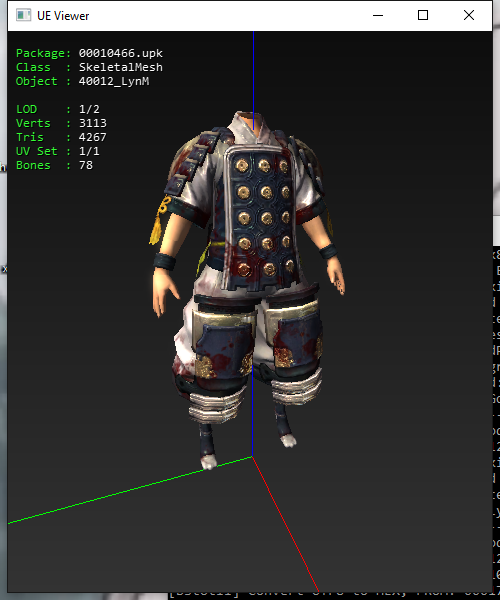 UE Viewer
Package: 00010466.upk
Class : SkeletalMesh
Object : 40012_LynM
LOD : 1/2
Verts : 3113
Tris : 4267
UV Set : 1/1
Bones : 78